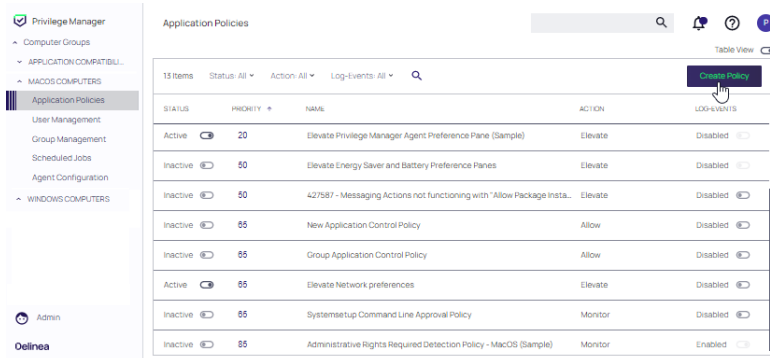 Privilege Manager
Application Policies
P
Computer Groups
Table View
APPLICATION COMPATIBILI...
13 Items Status: All Action: All Log-Events: All Create Policy
MACOS COMPUTERS
Application Policies
STATUS PRIORITY NAME ACTION LOG-EVENTS
User Management
Active 20 Elevate Privilege Manager Agent Preference Pane (Sample) Elevate Disabled
Group Management
Scheduled Jobs
Inactive 50 Elevate Energy Saver and Battery Preference Panes Elevate Disabled
Agent Configuration
Inactive 50 427587 - Messaging Actions not functioning with "Allow Package Insta... Elevate Disabled
WINDOWS COMPUTERS
Inactive 65 New Application Control Policy Allow Disabled
Inactive 65 Group Application Control Policy Allow Disabled
Active 65 Elevate Network preferences Elevate Disabled
Inactive 65 Systemsetup Command Line Approval Policy Monitor Disabled
Admin
Inactive 85 Administrative Rights Required Detection Policy - MacOS (Sample) Monitor Enabled
Delinea